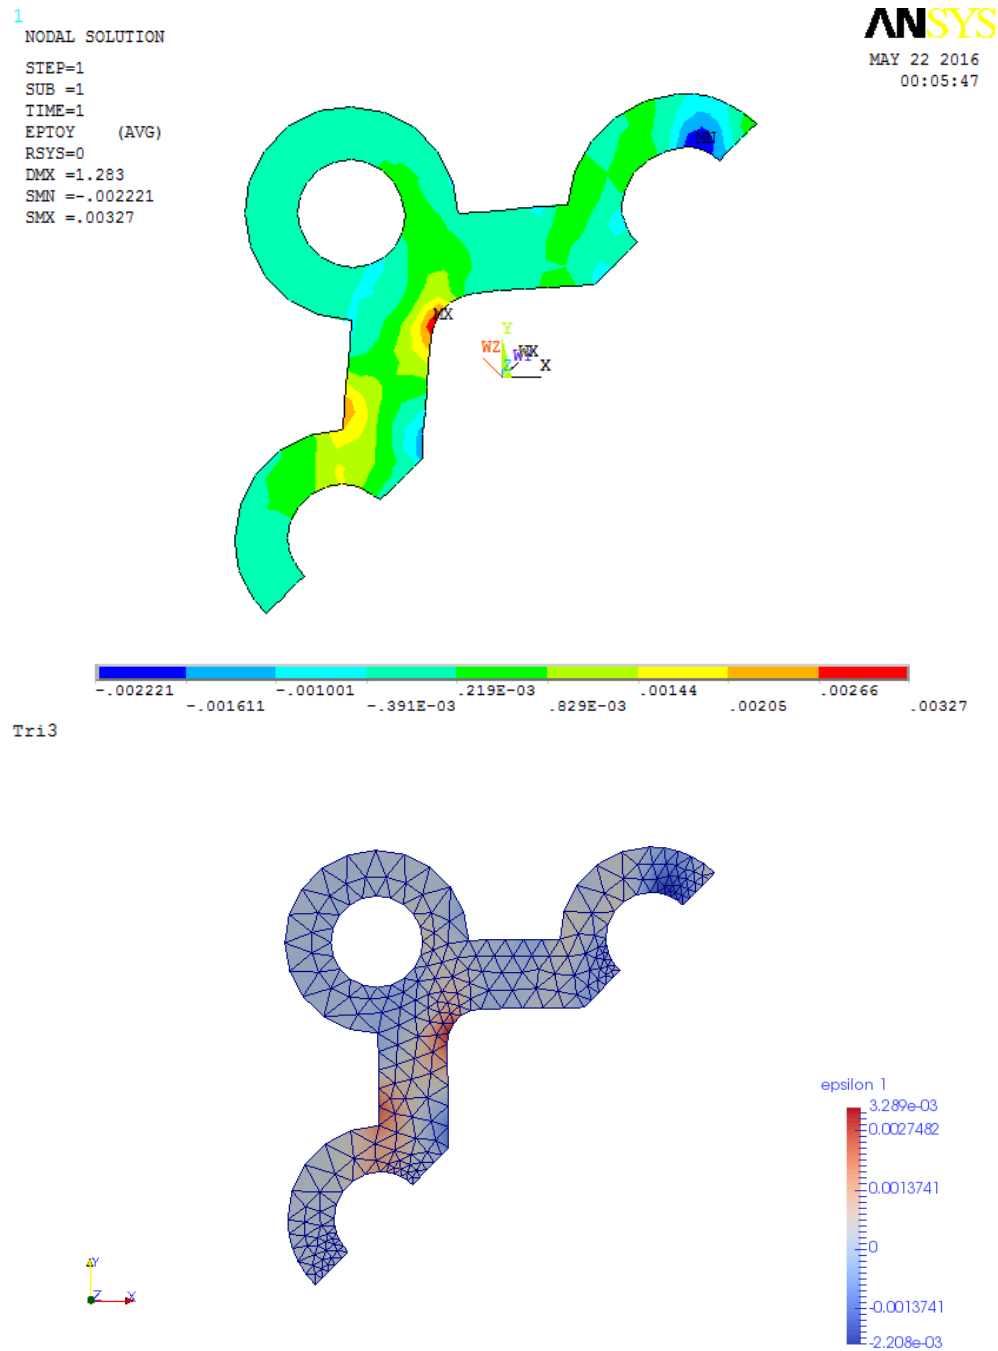 1
NODAL SOLUTION
ANSYS
MAY 22 2016
00:05:47
STEP=1
SUB =1
TIME=1
EPTOY (AVG)
RSYS=0
DMX =1.283
SMN =-.002221
SMX =.00327
MN
MX
Y
WZ
WX
WY
Z
X
-.002221 -.001001 .219E-03 .00144 .00266
-.001611 -.391E-03 .829E-03 .00205 .00327
Tri3
epsilon 1
3.289e-03
0.0027482
0.0013741
0
-0.0013741
-2.208e-03
Y
Z X